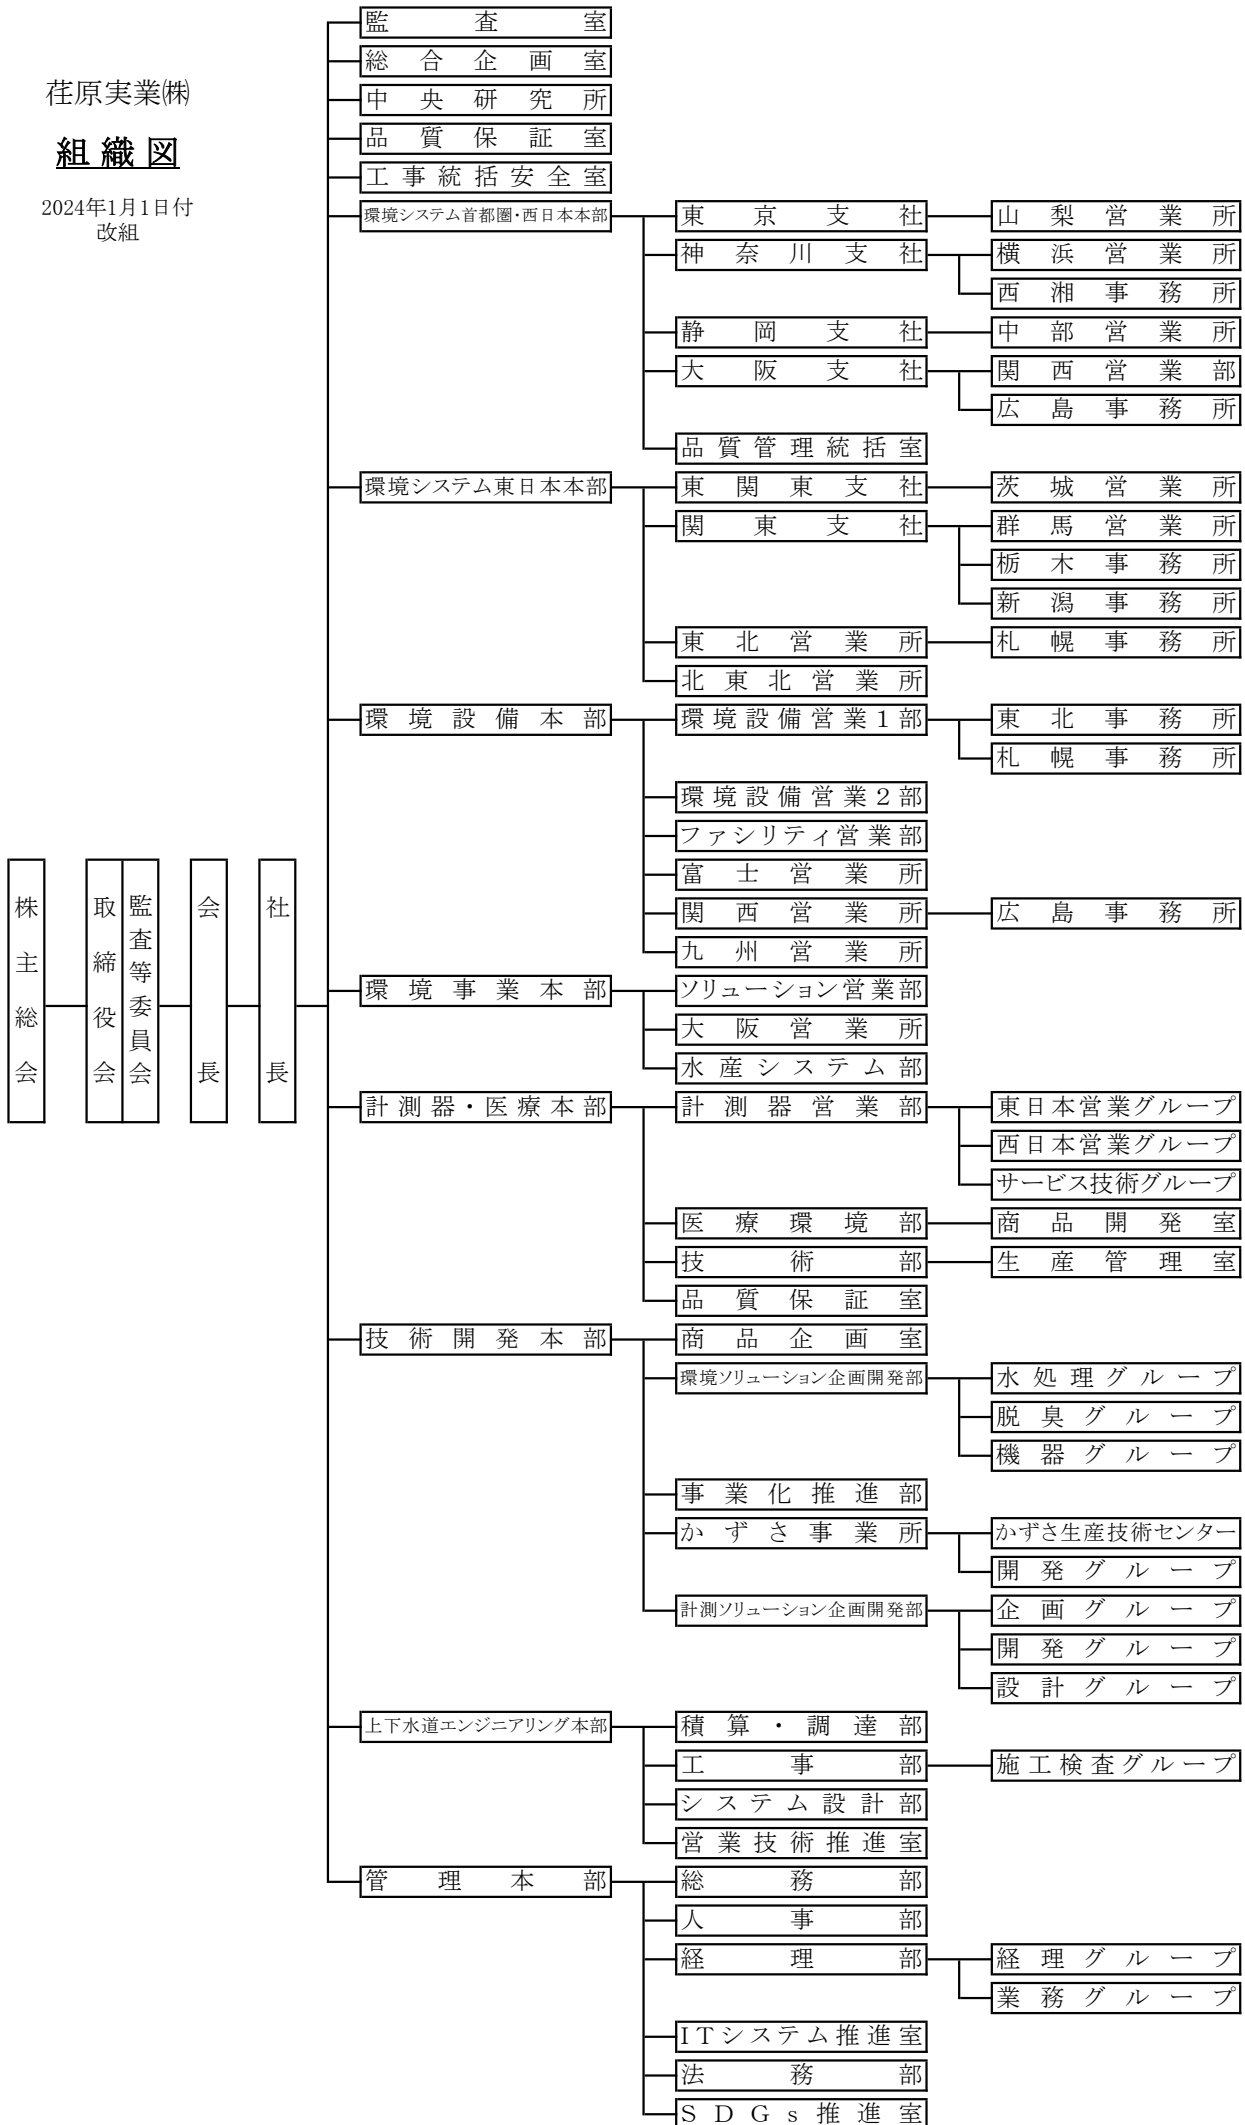 荏原実業㈱
組織図
2024年1月1日付
改組
株主総会
取締役会
監査等委員会
会長
社長
監査室
総合企画室
中央研究所
品質保証室
工事統括安全室
環境システム首都圏・西日本本部
東京支社
山梨営業所
神奈川支社
横浜営業所
西湘事務所
静岡支社
中部営業所
大阪支社
関西営業部
広島事務所
品質管理統括室
環境システム東日本本部
東関東支社
茨城営業所
関東支社
群馬営業所
栃木事務所
新潟事務所
東北営業所
札幌事務所
北東北営業所
環境設備本部
環境設備営業1部
東北事務所
札幌事務所
環境設備営業2部
ファシリティ営業部
富士営業所
関西営業所
広島事務所
九州営業所
環境事業本部
ソリューション営業部
大阪営業所
水産システム部
計測器・医療本部
計測器営業部
東日本営業グループ
西日本営業グループ
サービス技術グループ
医療環境部
商品開発室
技術部
生産管理室
品質保証室
技術開発本部
商品企画室
環境ソリューション企画開発部
水処理グループ
脱臭グループ
機器グループ
事業化推進部
かずさ事業所
かずさ生産技術センター
開発グループ
計測ソリューション企画開発部
企画グループ
開発グループ
設計グループ
上下水道エンジニアリング本部
積算・調達部
工事部
施工検査グループ
システム設計部
営業技術推進室
管理本部
総務部
人事部
経理部
経理グループ
業務グループ
ITシステム推進室
法務部
SDGs推進室